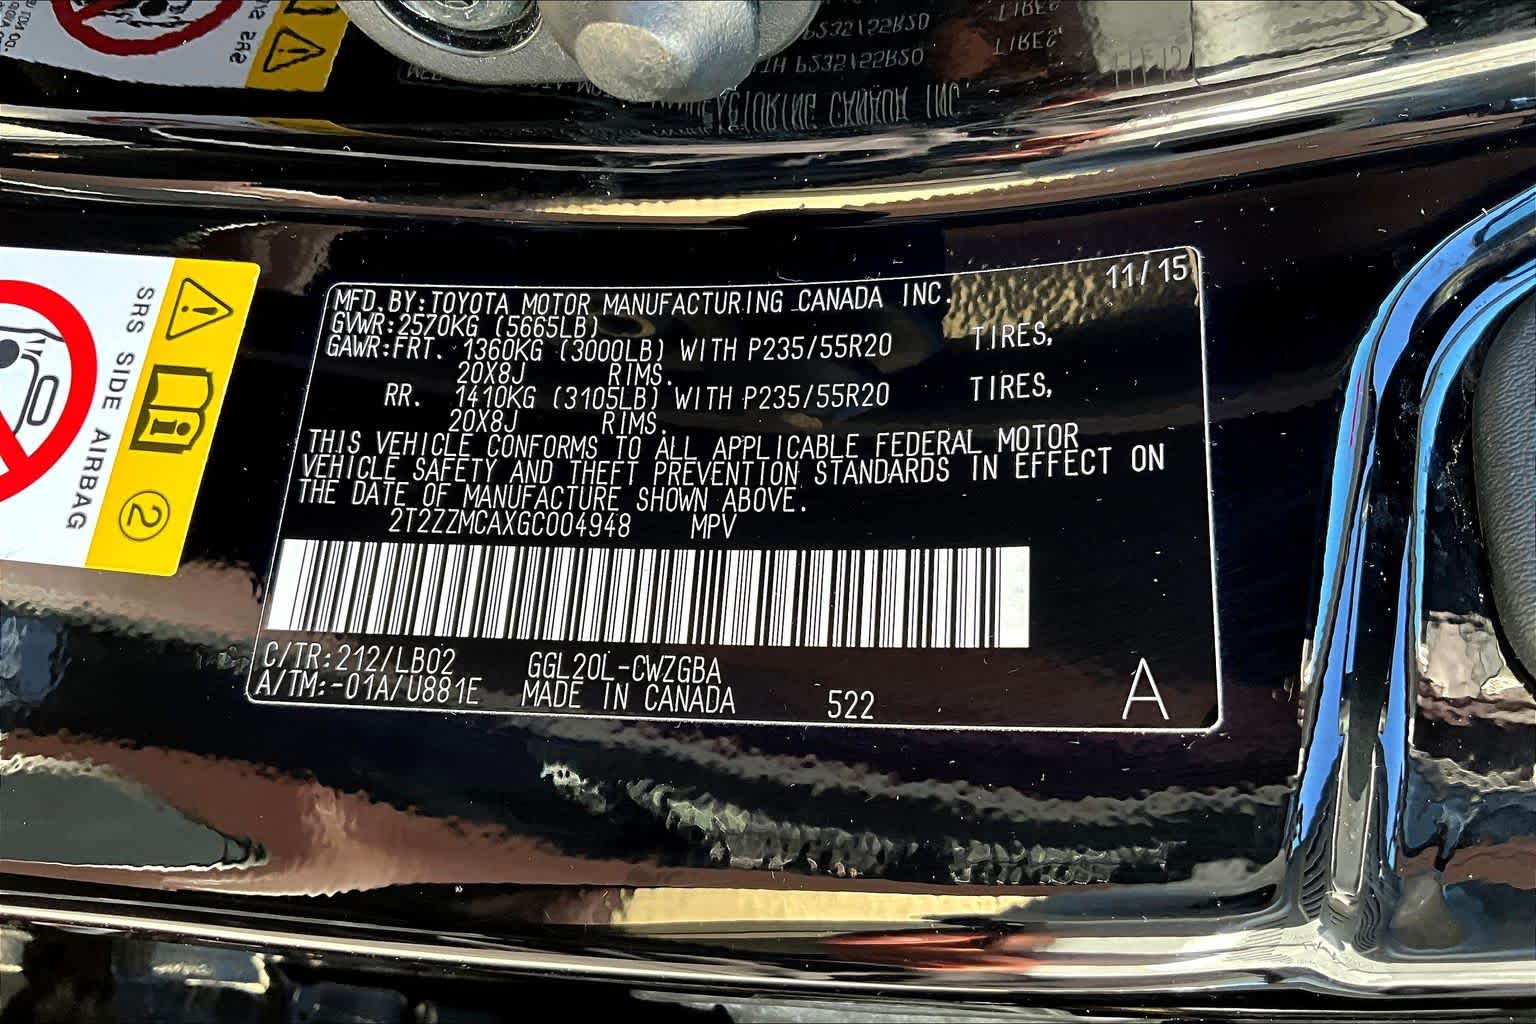 MFD. BY: TOYOTA MOTOR MANUFACTURING CANADA INC. 11/15
GVWR: 2570KG (5665LB)
GAWR: FRT. 1360KG (3000LB) WITH P235/55R20 TIRES,
20X8J RIMS.
RR. 1410KG (3105LB) WITH P235/55R20 TIRES,
20X8J RIMS.
THIS VEHICLE CONFORMS TO ALL APPLICABLE FEDERAL MOTOR
VEHICLE SAFETY AND THEFT PREVENTION STANDARDS IN EFFECT ON
THE DATE OF MANUFACTURE SHOWN ABOVE.
2T2ZZMCAXGC004948 MPV
C/TR: 212/LB02 GGL20L-CWZGBA
A/TM: -01A/U881E MADE IN CANADA 522 A
SRS SIDE AIRBAG
2